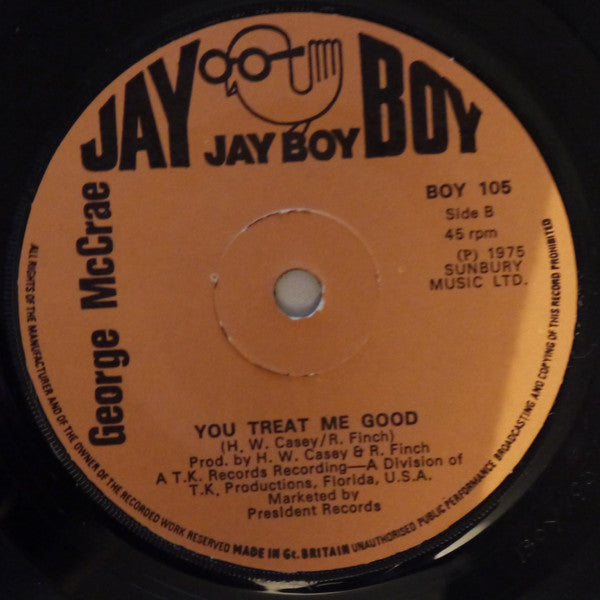 JAY BOY
JAY BOY
George McCrae
BOY 105
Side B
45 rpm
(P) 1975
SUNBURY
MUSIC LTD.
YOU TREAT ME GOOD
(H. W. Casey/R. Finch)
Prod. by H. W. Casey & R. Finch
A T.K. Records Recording—A Division of
T.K. Productions, Florida, U.S.A.
Marketed by
President Records
ALL RIGHTS OF THE MANUFACTURER AND OF THE OWNER OF THE RECORDED WORK RESERVED MADE IN Gt. BRITAIN UNAUTHORISED PUBLIC PERFORMANCE BROADCASTING AND COPYING OF THIS RECORD PROHIBITED